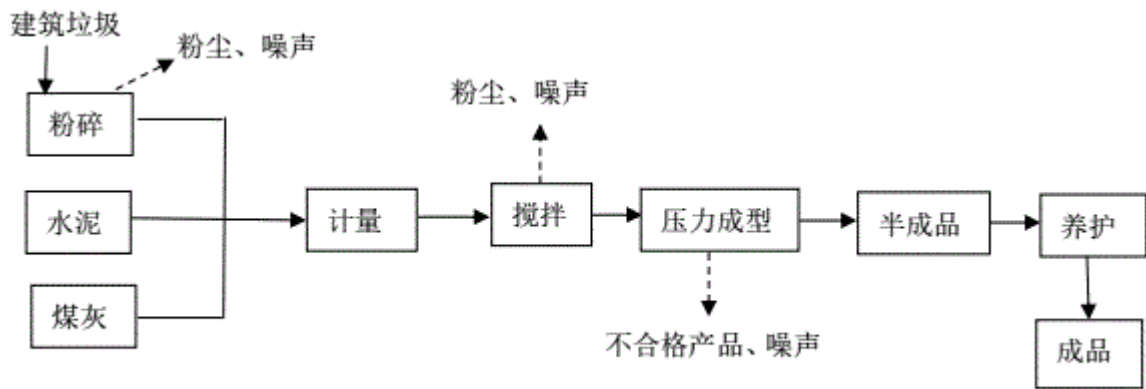 建筑垃圾
粉尘、噪声
粉尘、噪声
粉碎
水泥
计量
搅拌
压力成型
半成品
养护
煤灰
不合格产品、噪声
成品